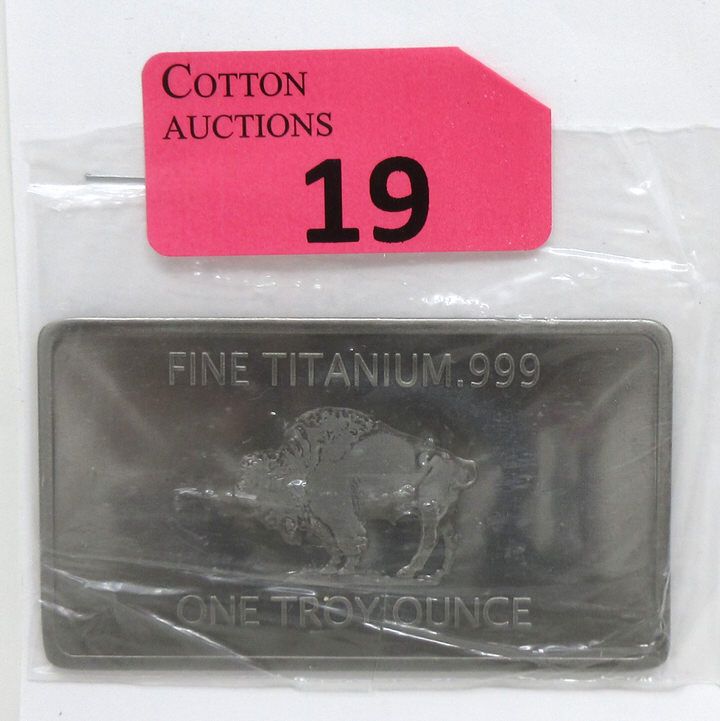 COTTON
AUCTIONS
19
FINE TITANIUM.999
ONE TROY OUNCE